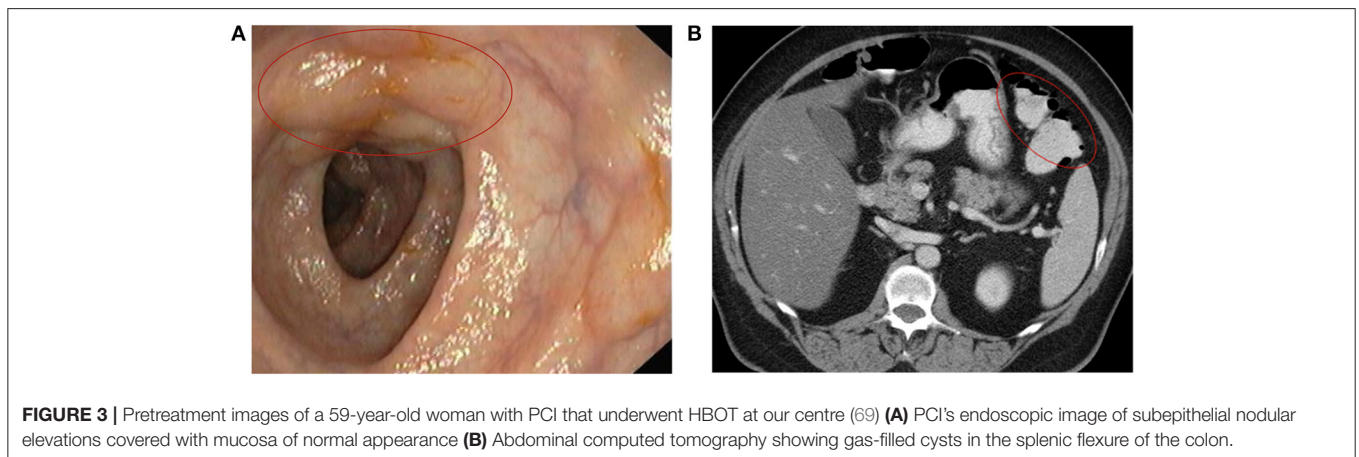 A
B
FIGURE 3 | Pretreatment images of a 59-year-old woman with PCI that underwent HBOT at our centre (69) (A) PCI's endoscopic image of subepithelial nodular
elevations covered with mucosa of normal appearance (B) Abdominal computed tomography showing gas-filled cysts in the splenic flexure of the colon.